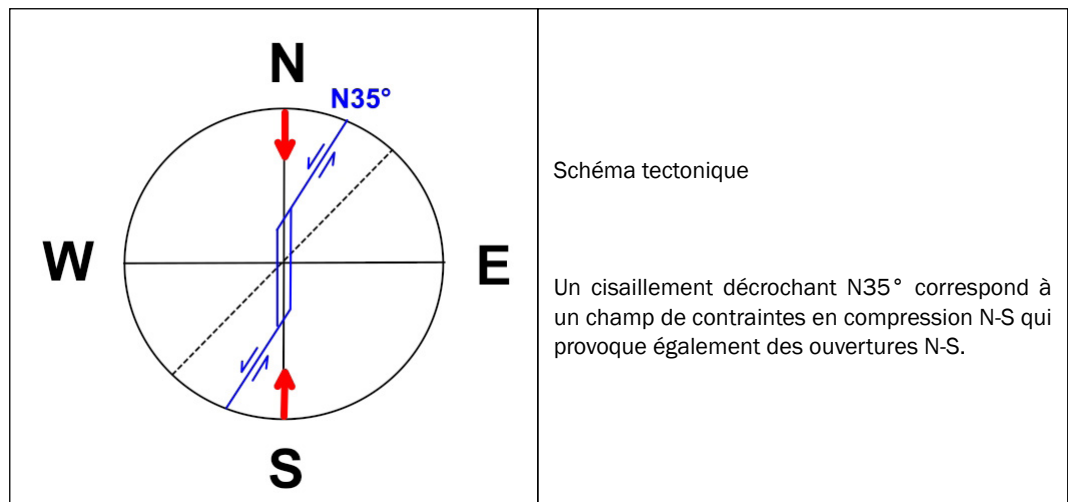 N
N35°
W
E
S
Schéma tectonique
Un cisaillement décrochant N35° correspond à
un champ de contraintes en compression N-S qui
provoque également des ouvertures N-S.